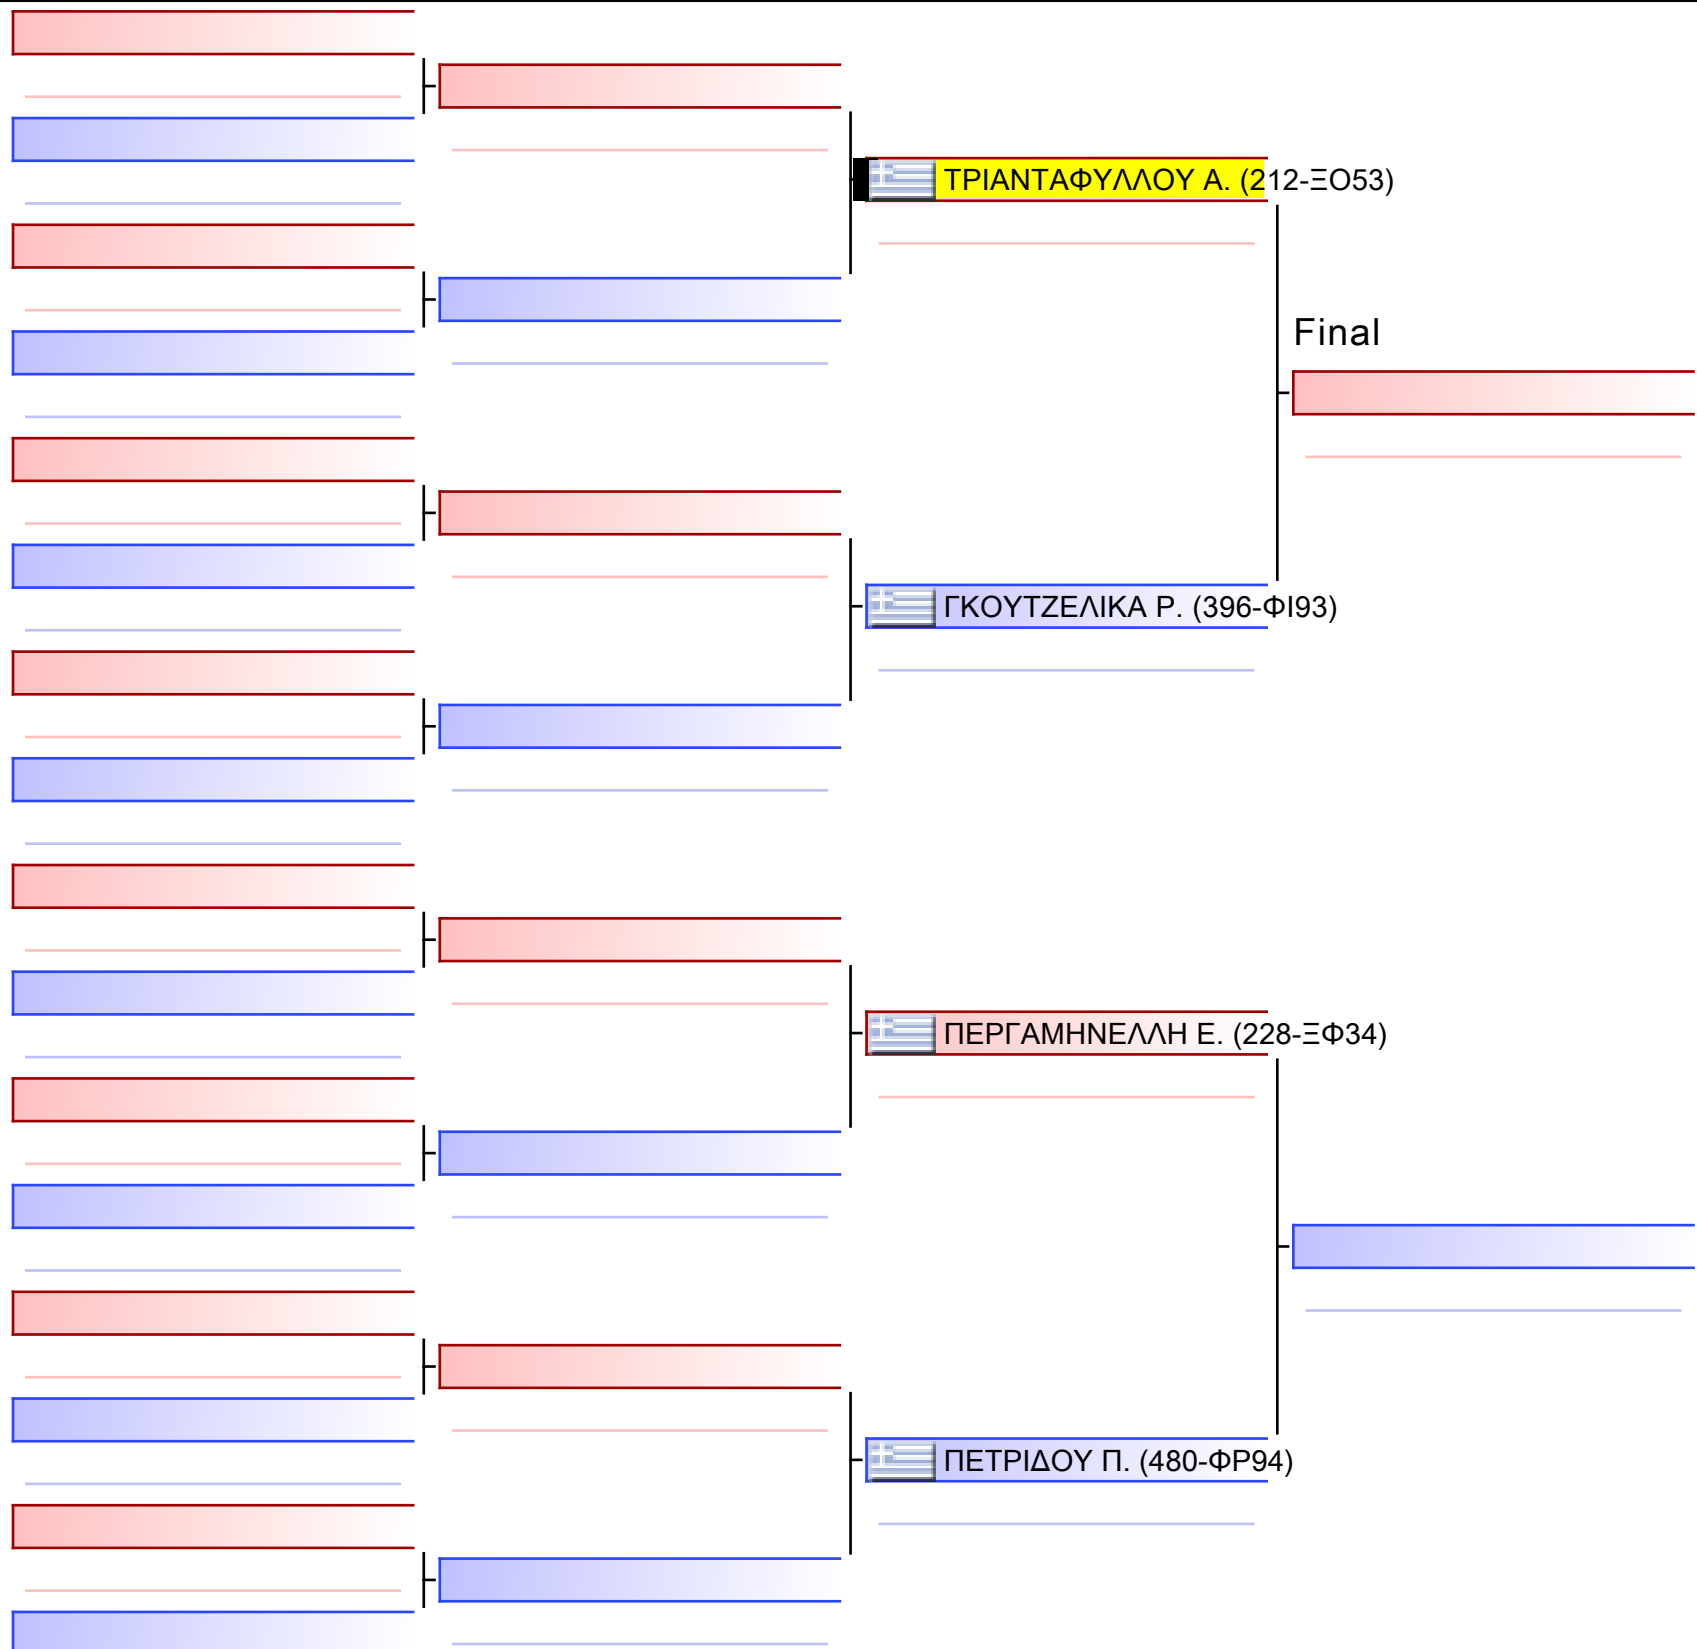 ΤΡΙΑΝΤΑΦΥΛΛΟΥ Α. (212-ΞΟ53)
Final
ΓΚΟΥΤΖΕΛΙΚΑ Ρ. (396-ΦΙ93)
ΠΕΡΓΑΜΗΝΕΛΛΗ Ε. (228-ΞΦ34)
ΠΕΤΡΙΔΟΥ Π. (480-ΦΡ94)